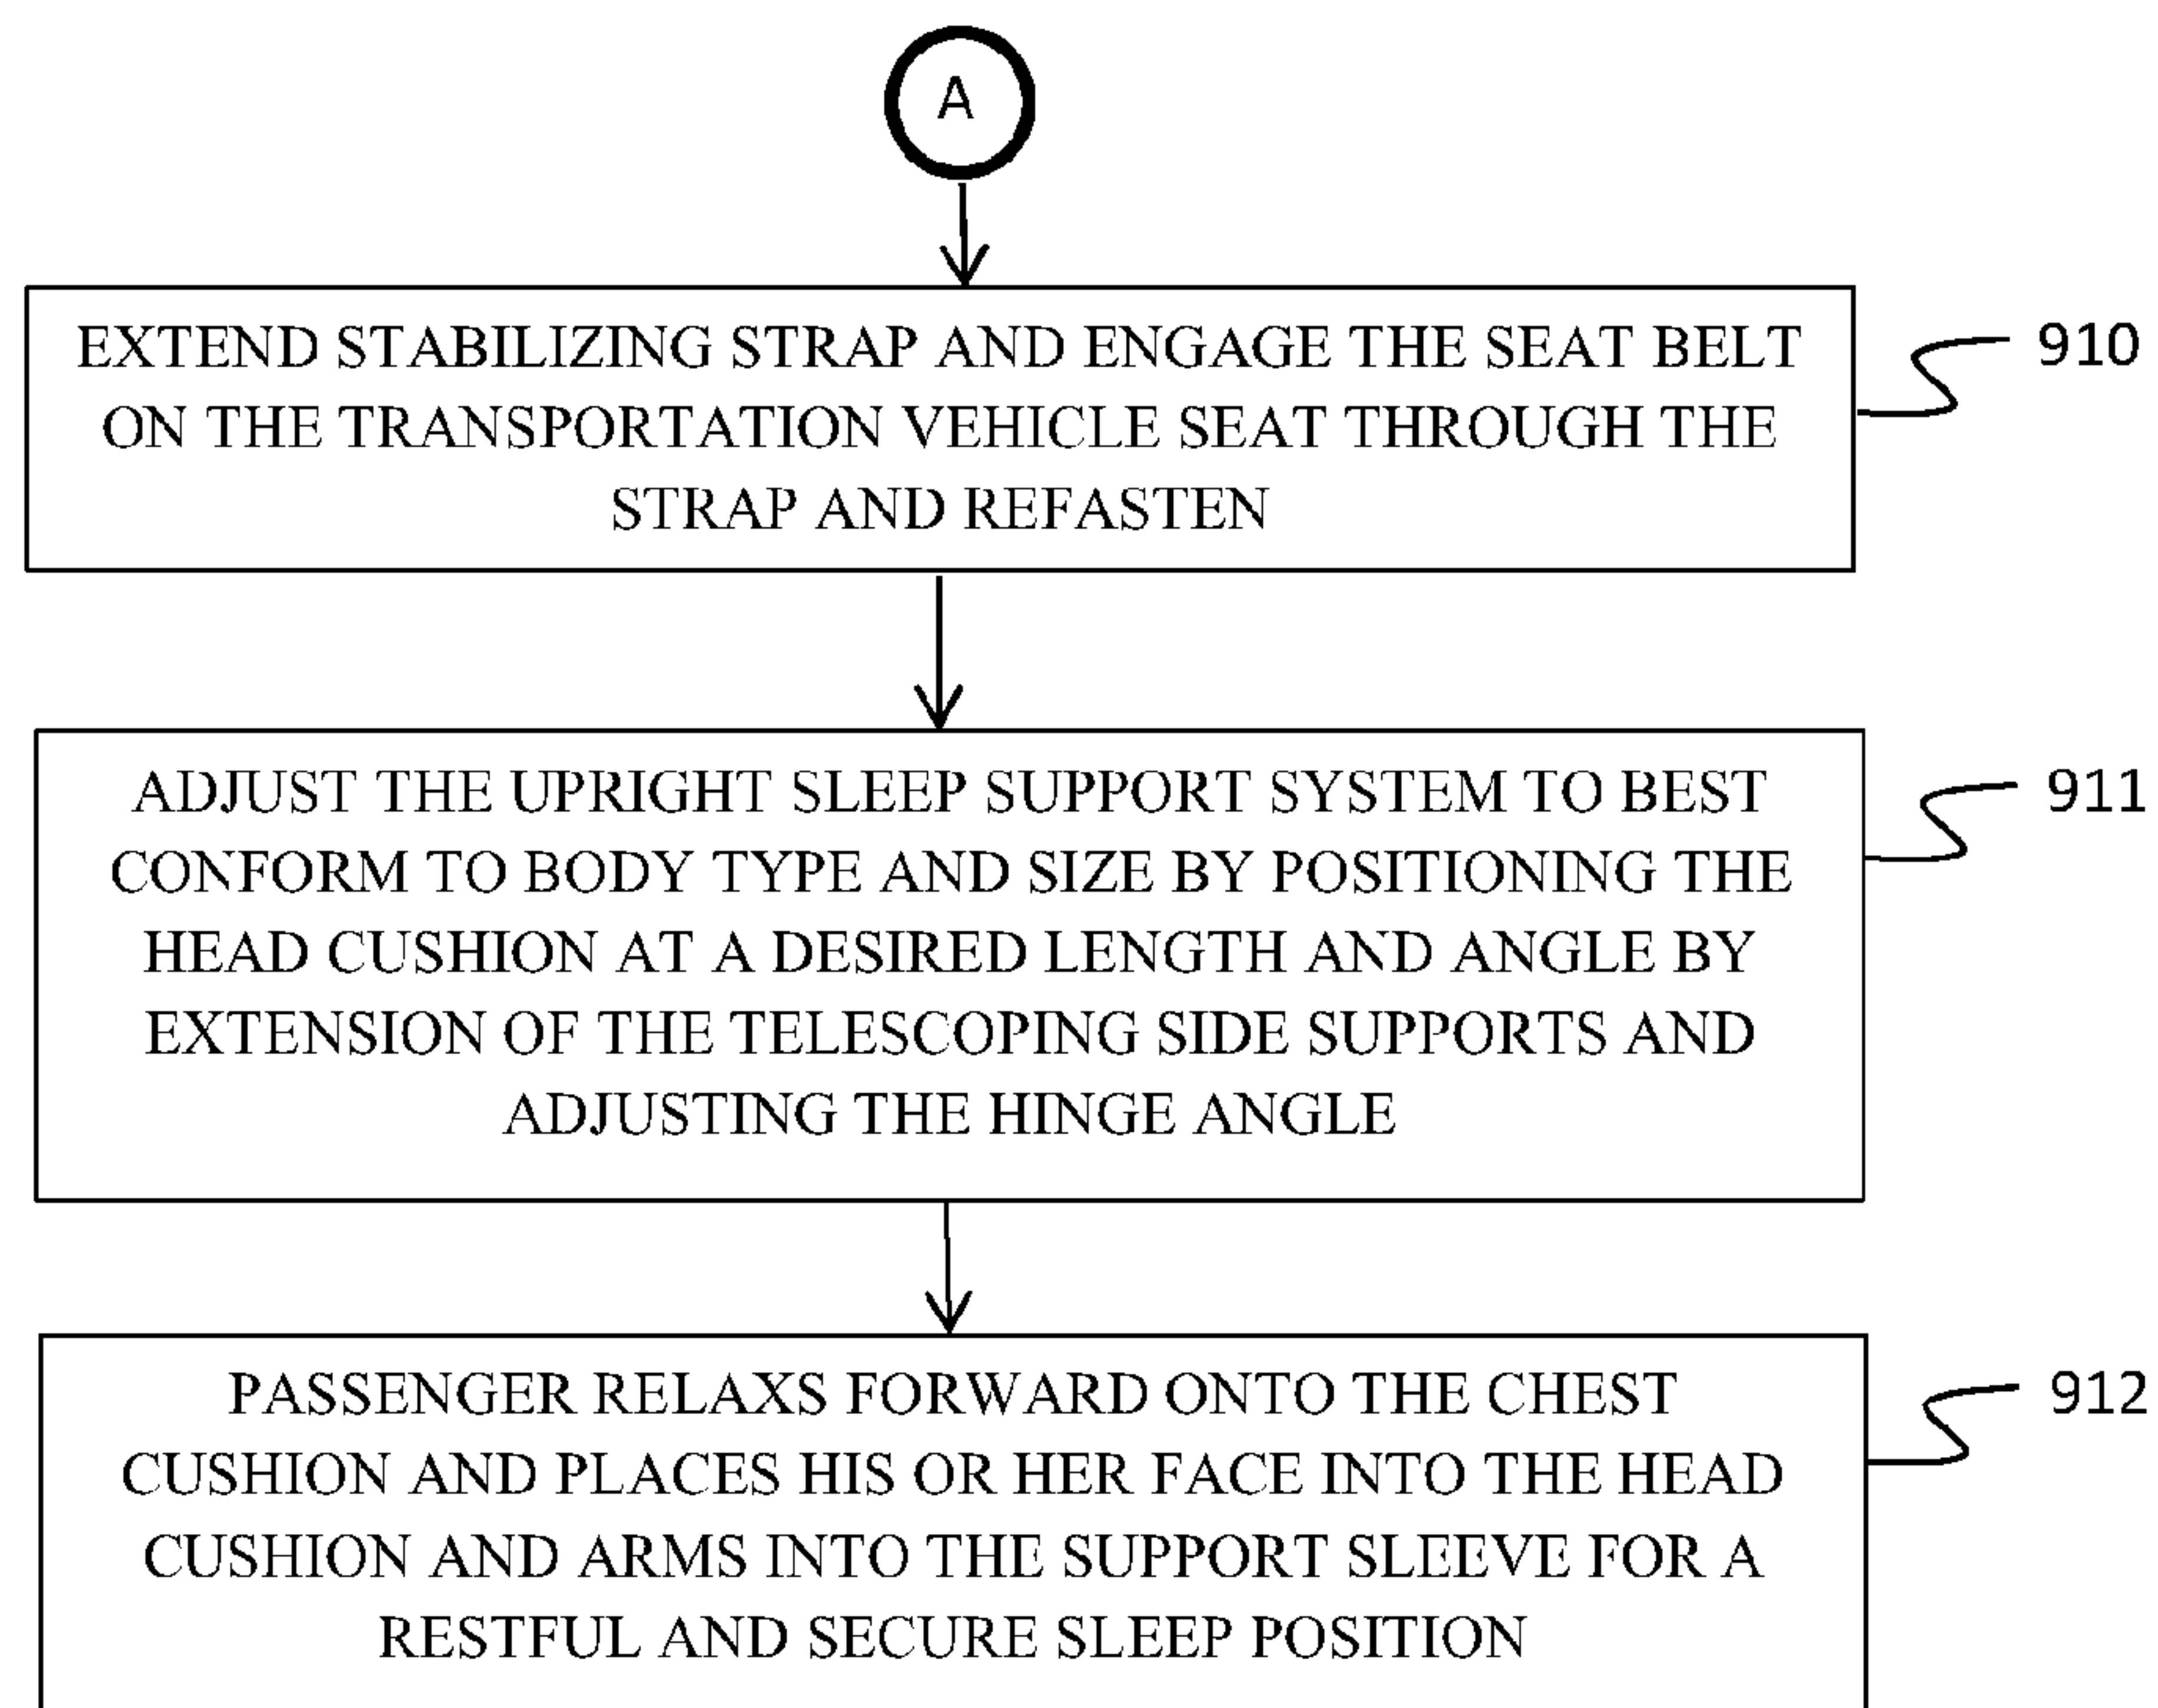 A
EXTEND STABILIZING STRAP AND ENGAGE THE SEAT BELT
ON THE TRANSPORTATION VEHICLE SEAT THROUGH THE
STRAP AND REFASTEN
910
ADJUST THE UPRIGHT SLEEP SUPPORT SYSTEM TO BEST
CONFORM TO BODY TYPE AND SIZE BY POSITIONING THE
HEAD CUSHION AT A DESIRED LENGTH AND ANGLE BY
EXTENSION OF THE TELESCOPING SIDE SUPPORTS AND
ADJUSTING THE HINGE ANGLE
911
PASSENGER RELAXS FORWARD ONTO THE CHEST
CUSHION AND PLACES HIS OR HER FACE INTO THE HEAD
CUSHION AND ARMS INTO THE SUPPORT SLEEVE FOR A
RESTFUL AND SECURE SLEEP POSITION
912